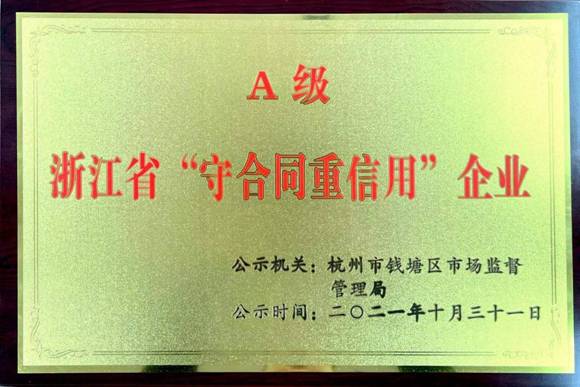 A 级
浙江省“守合同重信用”企业
公示机关：杭州市钱塘区市场监督
管理局
公示时间：二〇二一年十月三十一日